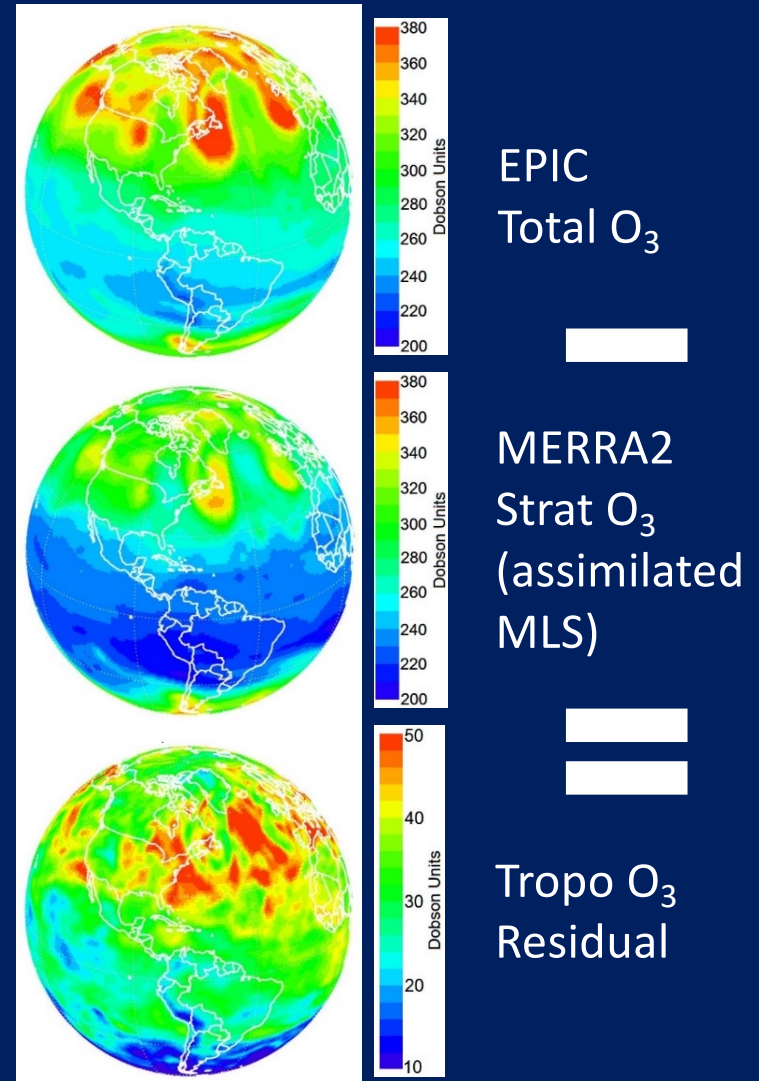 380
360
340
320
300
280
260
240
220
200
Dobson Units
EPIC
Total O₃
380
360
340
320
300
280
260
240
220
200
Dobson Units
MERRA2
Strat O₃
(assimilated
MLS)
50
40
30
20
10
Dobson Units
Tropo O₃
Residual